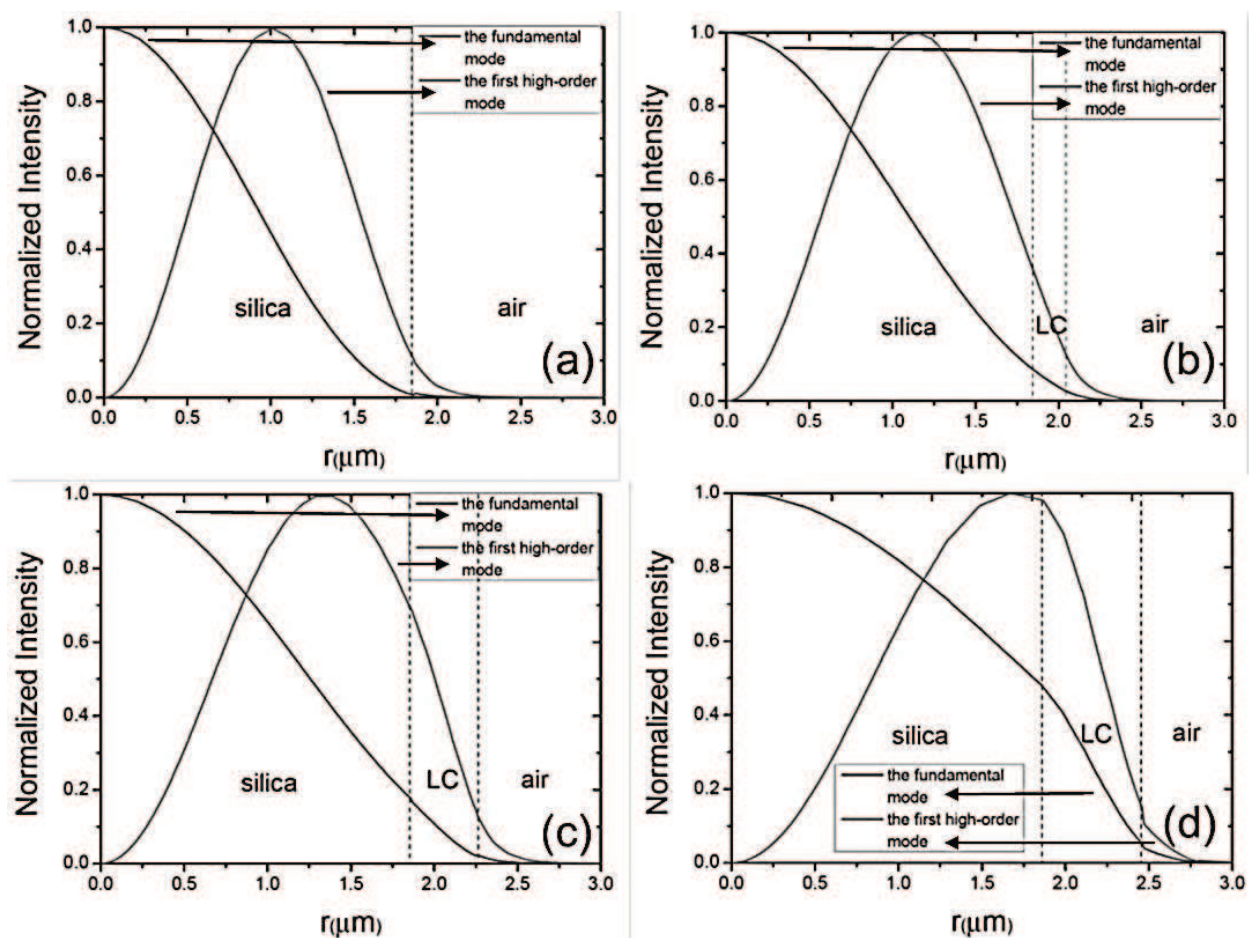 the fundamental
mode
the first high-order
mode
Normalized Intensity
1.0
0.8
0.6
0.4
0.2
0.0
silica
air
(a)
0.0 0.5 1.0 1.5 2.0 2.5 3.0
r(μm)
the fundamental
mode
the first high-order
mode
Normalized Intensity
1.0
0.8
0.6
0.4
0.2
0.0
silica
LC
air
(b)
0.0 0.5 1.0 1.5 2.0 2.5 3.0
r(μm)
the fundamental
mode
the first high-order
mode
Normalized Intensity
1.0
0.8
0.6
0.4
0.2
0.0
silica
LC
air
(c)
0.0 0.5 1.0 1.5 2.0 2.5 3.0
r(μm)
Normalized Intensity
1.0
0.8
0.6
0.4
0.2
0.0
silica
LC
air
the fundamental
mode
the first high-order
mode
(d)
0.0 0.5 1.0 1.5 2.0 2.5 3.0
r(μm)